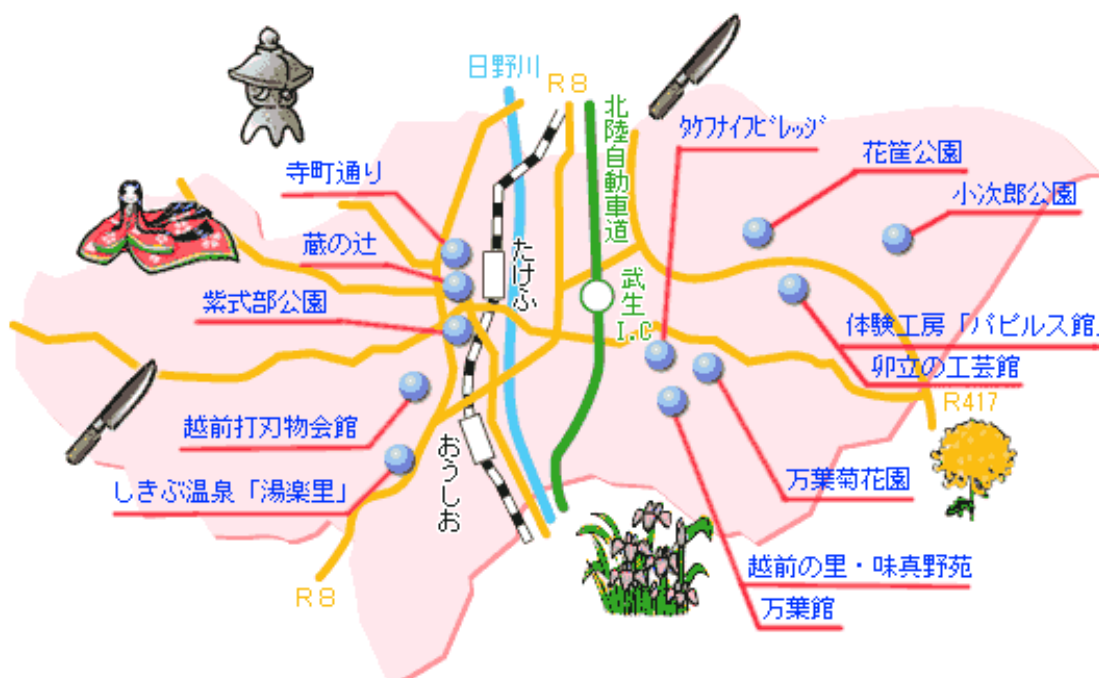 日野川
R8
北陸自動車道
ﾀｹﾌﾅｲﾌﾋﾞﾚｯｼﾞ
花筐公園
小次郎公園
寺町通り
蔵の辻
紫式部公園
たけふ
武生I.C
体験工房「パピルス館」
卯立の工芸館
R417
越前打刃物会館
おうしお
しきぶ温泉「湯楽里」
万葉菊花園
越前の里・味真野苑
万葉館
R8